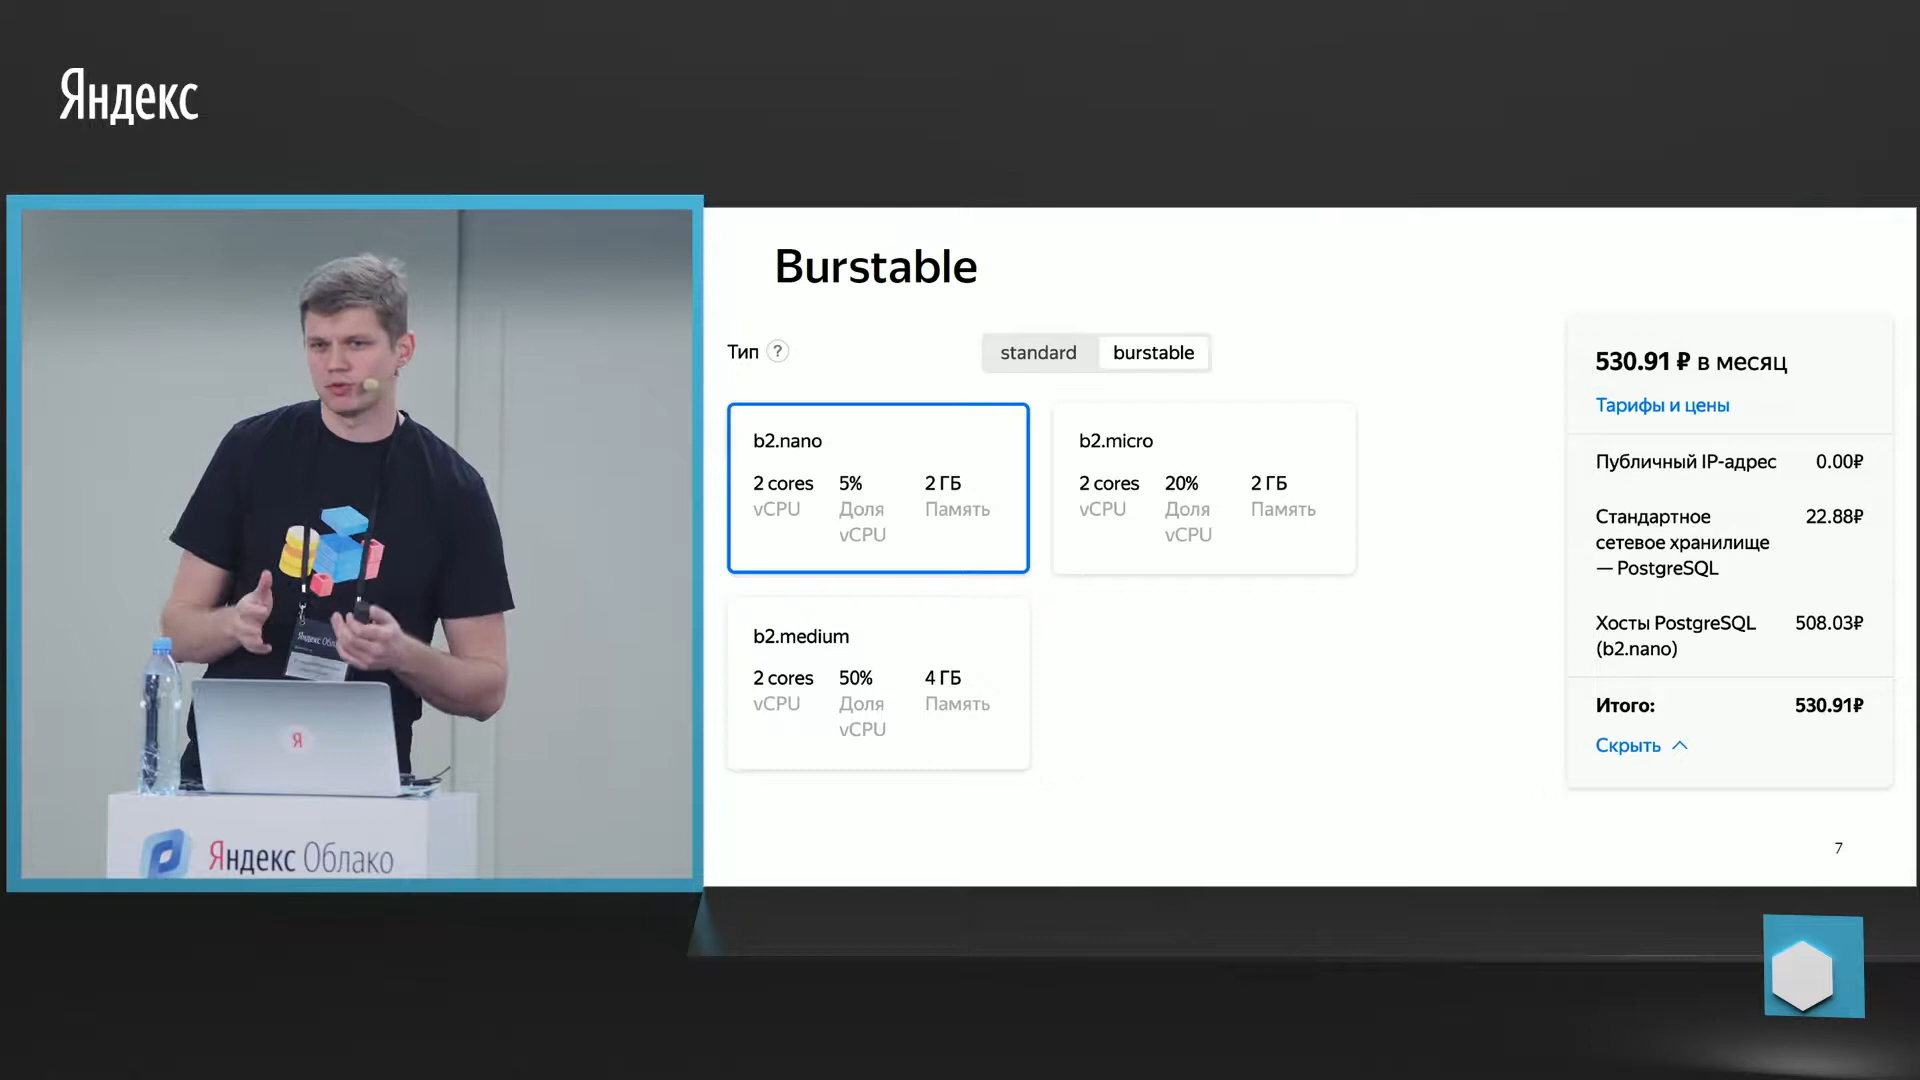 Яндекс
Burstable
Тип ?
standard burstable
b2.nano
2 cores 5% 2 ГБ
vCPU Доля Память
vCPU
b2.micro
2 cores 20% 2 ГБ
vCPU Доля Память
vCPU
b2.medium
2 cores 50% 4 ГБ
vCPU Доля Память
vCPU
530.91 ₽ в месяц
Тарифы и цены
Публичный IP-адрес 0.00₽
Стандартное 22.88₽
сетевое хранилище
— PostgreSQL
Хосты PostgreSQL 508.03₽
(b2.nano)
Итого: 530.91₽
Скрыть
7
Яндекс
Я
Яндекс Облако